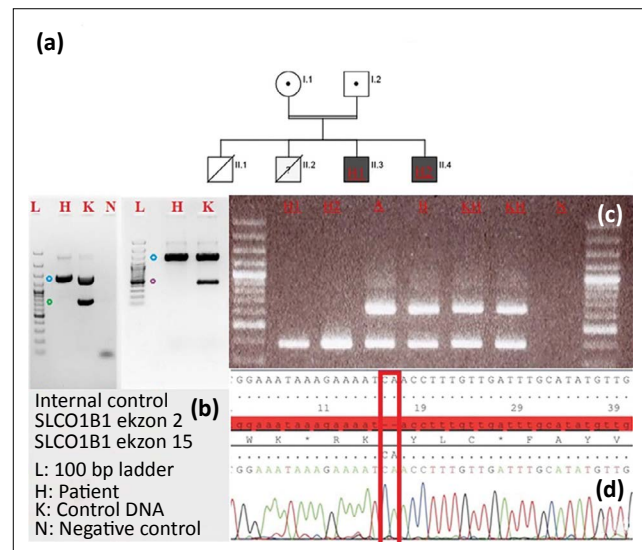 (a)
I.1
I.2
II.1
?
II.2
II.3
II.4
L H K N
L H K
(c)
Internal control
(b)
SLCO1B1 ekzon 2
SLCO1B1 ekzon 15
L: 100 bp ladder
H: Patient
K: Control DNA
N: Negative control
GGAAATAAAGAAAATCAACCTTTGTTGATTTGCATATGTTG
11 19 29 39
W K * R K Y L C * F A Y V
CA
GGAAATAAAGAAAATCAACCTTTGTTGATTTGCATATGTTG
(d)